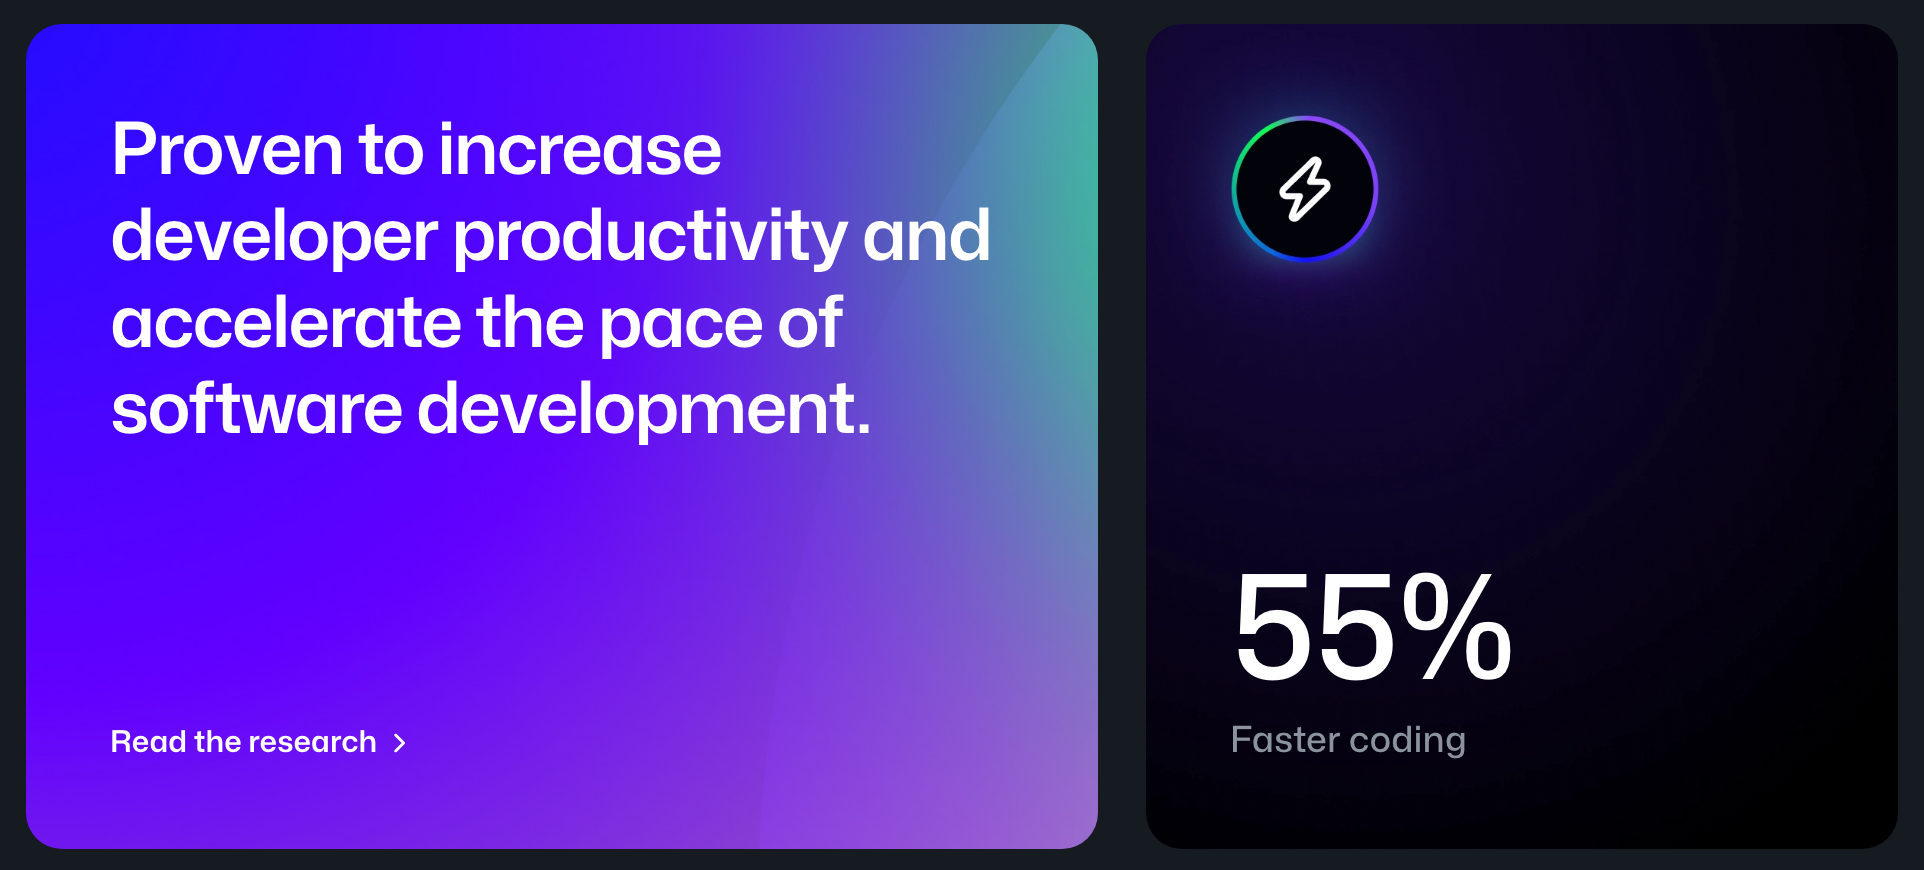 Proven to increase
developer productivity and
accelerate the pace of
software development.
Read the research
55%
Faster coding